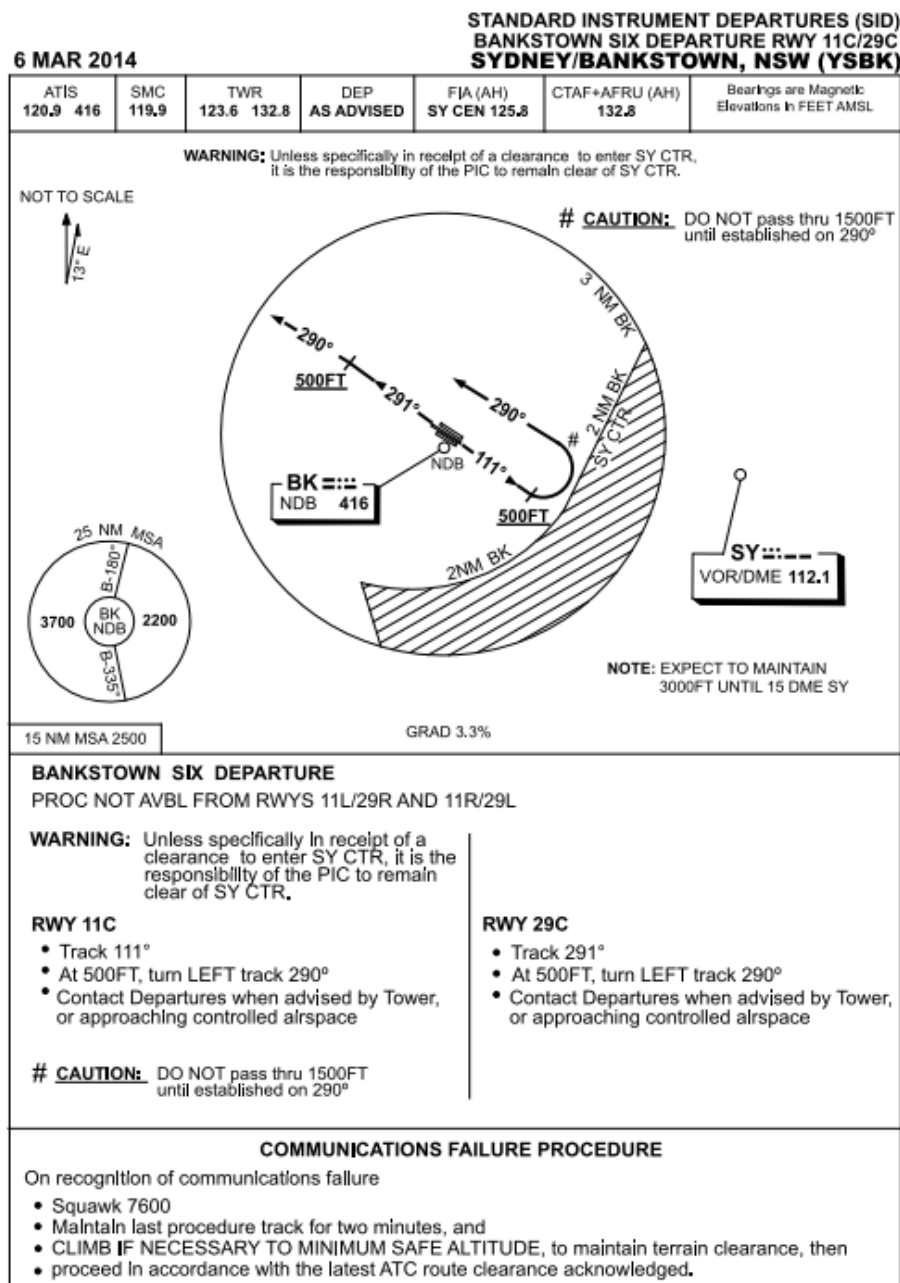 STANDARD INSTRUMENT DEPARTURES (SID)
BANKSTOWN SIX DEPARTURE RWY 11C/29C
6 MAR 2014
SYDNEY/BANKSTOWN, NSW (YSBK)
ATIS
120.9 416
SMC
119.9
TWR
123.6 132.8
DEP
AS ADVISED
FIA (AH)
SY CEN 125.8
CTAF+AFRU (AH)
132.8
Bearings are Magnetic
Elevations in FEET AMSL
WARNING: Unless specifically in receipt of a clearance to enter SY CTR,
it is the responsibility of the PIC to remain clear of SY CTR.
NOT TO SCALE
13° E
# CAUTION: DO NOT pass thru 1500FT
until established on 290º
3 NM BK
290°
500FT
291°
290°
2 NM BK
SY CTR
#
NDB
111°
BK
NDB 416
500FT
2NM BK
SY
VOR/DME 112.1
25 NM MSA
B-180°
3700
BK
NDB
2200
B-335°
NOTE: EXPECT TO MAINTAIN
3000FT UNTIL 15 DME SY
15 NM MSA 2500
GRAD 3.3%
BANKSTOWN SIX DEPARTURE
PROC NOT AVBL FROM RWYS 11L/29R AND 11R/29L
WARNING: Unless specifically in receipt of a
clearance to enter SY CTR, it is the
responsibility of the PIC to remain
clear of SY CTR.
RWY 11C
• Track 111°
• At 500FT, turn LEFT track 290°
• Contact Departures when advised by Tower,
or approaching controlled airspace
# CAUTION: DO NOT pass thru 1500FT
until established on 290º
RWY 29C
• Track 291°
• At 500FT, turn LEFT track 290°
• Contact Departures when advised by Tower,
or approaching controlled airspace
COMMUNICATIONS FAILURE PROCEDURE
On recognition of communications failure
• Squawk 7600
• Maintain last procedure track for two minutes, and
• CLIMB IF NECESSARY TO MINIMUM SAFE ALTITUDE, to maintain terrain clearance, then
• proceed in accordance with the latest ATC route clearance acknowledged.